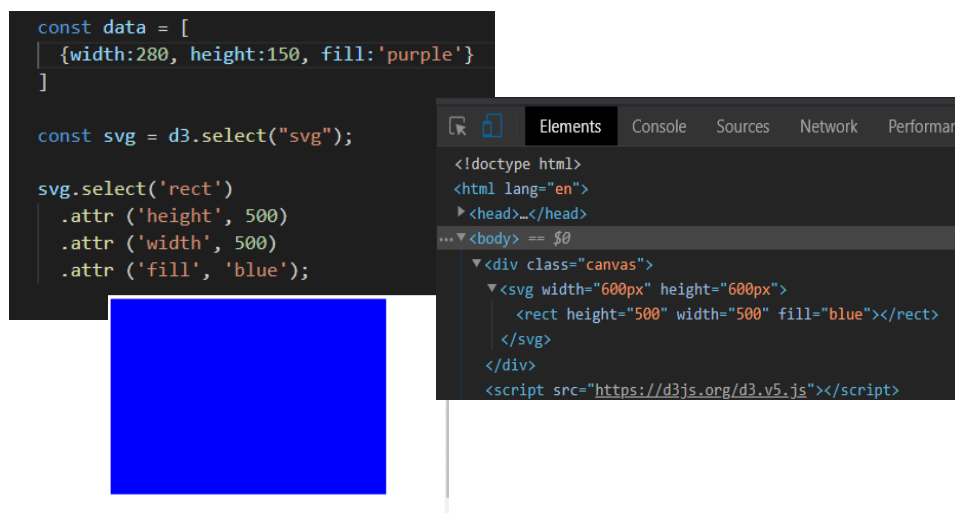 const data = [
{width:280, height:150, fill:'purple'}
]
const svg = d3.select("svg");
svg.select('rect')
.attr ('height', 500)
.attr ('width', 500)
.attr ('fill', 'blue');
Elements Console Sources Network Performan
<!doctype html>
<html lang="en">
<head>…</head>
<body> == $0
<div class="canvas">
<svg width="600px" height="600px">
<rect height="500" width="500" fill="blue"></rect>
</svg>
</div>
<script src="https://d3js.org/d3.v5.js"></script>